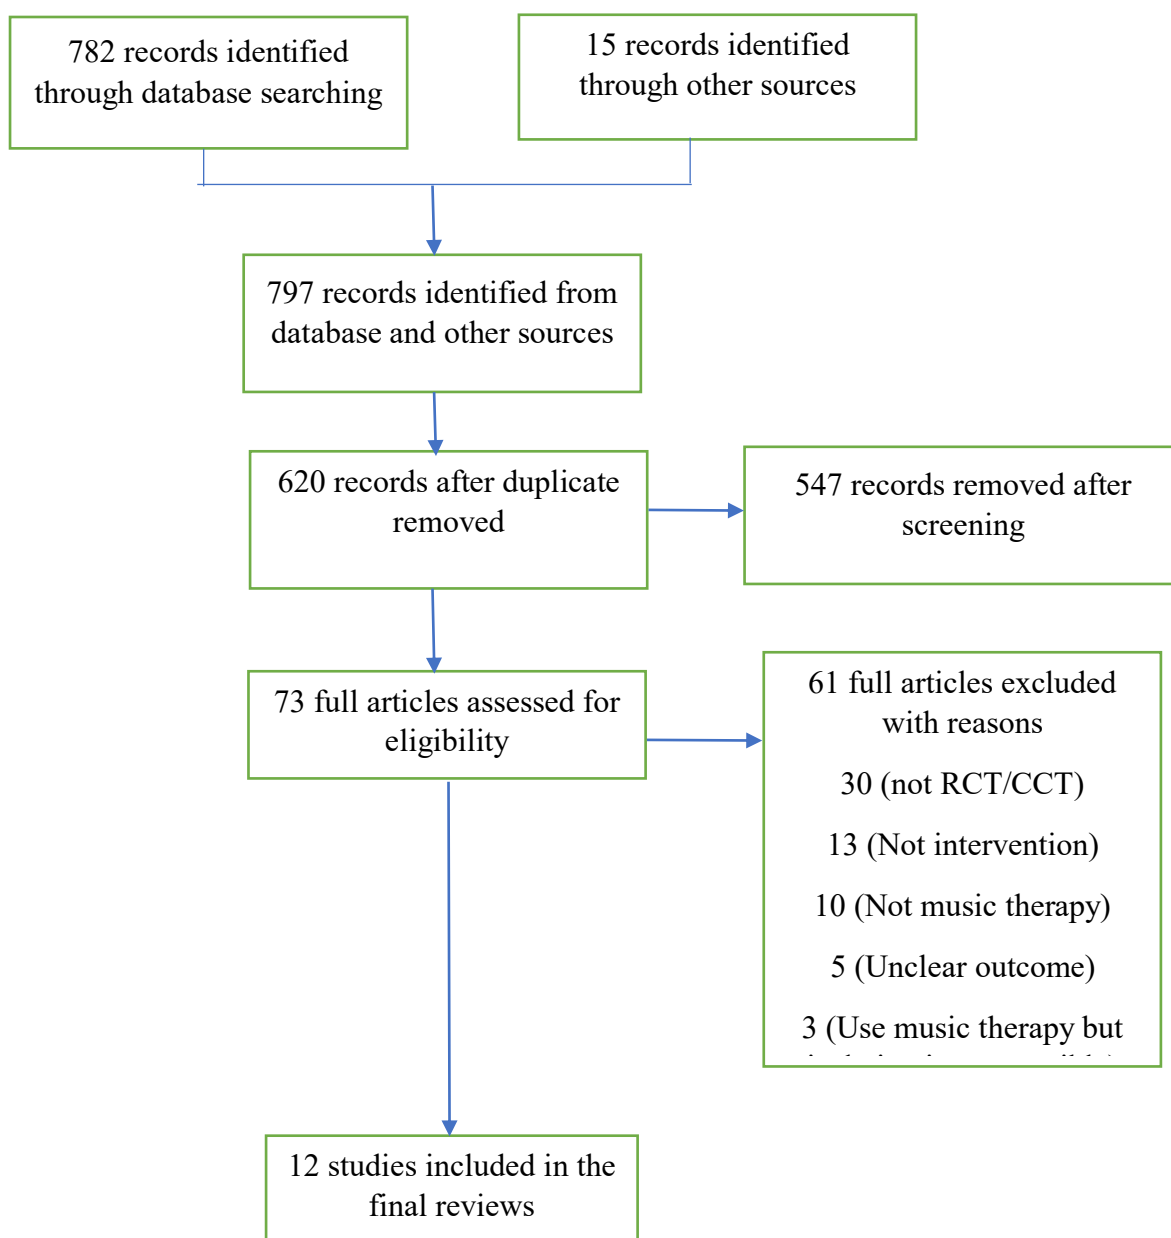 782 records identified
through database searching
15 records identified
through other sources
797 records identified from
database and other sources
620 records after duplicate
removed
547 records removed after
screening
73 full articles assessed for
eligibility
61 full articles excluded
with reasons
30 (not RCT/CCT)
13 (Not intervention)
10 (Not music therapy)
5 (Unclear outcome)
3 (Use music therapy but
12 studies included in the
final reviews